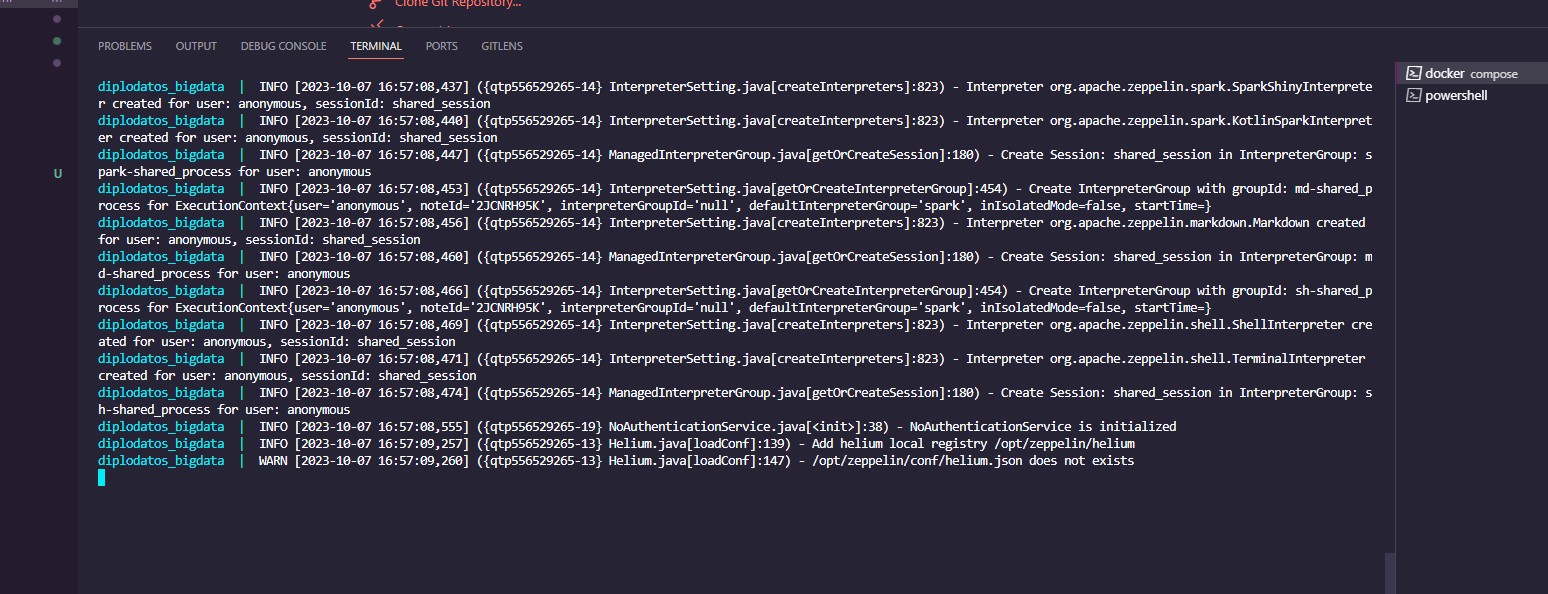 Clone Git Repository...
PROBLEMS OUTPUT DEBUG CONSOLE TERMINAL PORTS GITLENS
docker compose
powershell
U
diplodatos_bigdata | INFO [2023-10-07 16:57:08,437] ({qtp556529265-14} InterpreterSetting.java[createInterpreters]:823) - Interpreter org.apache.zeppelin.spark.SparkShinyInterprete
r created for user: anonymous, sessionId: shared_session
diplodatos_bigdata | INFO [2023-10-07 16:57:08,440] ({qtp556529265-14} InterpreterSetting.java[createInterpreters]:823) - Interpreter org.apache.zeppelin.spark.KotlinSparkInterpret
er created for user: anonymous, sessionId: shared_session
diplodatos_bigdata | INFO [2023-10-07 16:57:08,447] ({qtp556529265-14} ManagedInterpreterGroup.java[getOrCreateSession]:180) - Create Session: shared_session in InterpreterGroup: s
park-shared_process for user: anonymous
diplodatos_bigdata | INFO [2023-10-07 16:57:08,453] ({qtp556529265-14} InterpreterSetting.java[getOrCreateInterpreterGroup]:454) - Create InterpreterGroup with groupId: md-shared_p
rocess for ExecutionContext{user='anonymous', noteId='2JCNRH95K', interpreterGroupId='null', defaultInterpreterGroup='spark', inIsolatedMode=false, startTime=}
diplodatos_bigdata | INFO [2023-10-07 16:57:08,456] ({qtp556529265-14} InterpreterSetting.java[createInterpreters]:823) - Interpreter org.apache.zeppelin.markdown.Markdown created
for user: anonymous, sessionId: shared_session
diplodatos_bigdata | INFO [2023-10-07 16:57:08,460] ({qtp556529265-14} ManagedInterpreterGroup.java[getOrCreateSession]:180) - Create Session: shared_session in InterpreterGroup: m
d-shared_process for user: anonymous
diplodatos_bigdata | INFO [2023-10-07 16:57:08,466] ({qtp556529265-14} InterpreterSetting.java[getOrCreateInterpreterGroup]:454) - Create InterpreterGroup with groupId: sh-shared_p
rocess for ExecutionContext{user='anonymous', noteId='2JCNRH95K', interpreterGroupId='null', defaultInterpreterGroup='spark', inIsolatedMode=false, startTime=}
diplodatos_bigdata | INFO [2023-10-07 16:57:08,469] ({qtp556529265-14} InterpreterSetting.java[createInterpreters]:823) - Interpreter org.apache.zeppelin.shell.ShellInterpreter cre
ated for user: anonymous, sessionId: shared_session
diplodatos_bigdata | INFO [2023-10-07 16:57:08,471] ({qtp556529265-14} InterpreterSetting.java[createInterpreters]:823) - Interpreter org.apache.zeppelin.shell.TerminalInterpreter
created for user: anonymous, sessionId: shared_session
diplodatos_bigdata | INFO [2023-10-07 16:57:08,474] ({qtp556529265-14} ManagedInterpreterGroup.java[getOrCreateSession]:180) - Create Session: shared_session in InterpreterGroup: s
h-shared_process for user: anonymous
diplodatos_bigdata | INFO [2023-10-07 16:57:08,555] ({qtp556529265-19} NoAuthenticationService.java[<init>]:38) - NoAuthenticationService is initialized
diplodatos_bigdata | INFO [2023-10-07 16:57:09,257] ({qtp556529265-13} Helium.java[loadConf]:139) - Add helium local registry /opt/zeppelin/helium
diplodatos_bigdata | WARN [2023-10-07 16:57:09,260] ({qtp556529265-13} Helium.java[loadConf]:147) - /opt/zeppelin/conf/helium.json does not exists